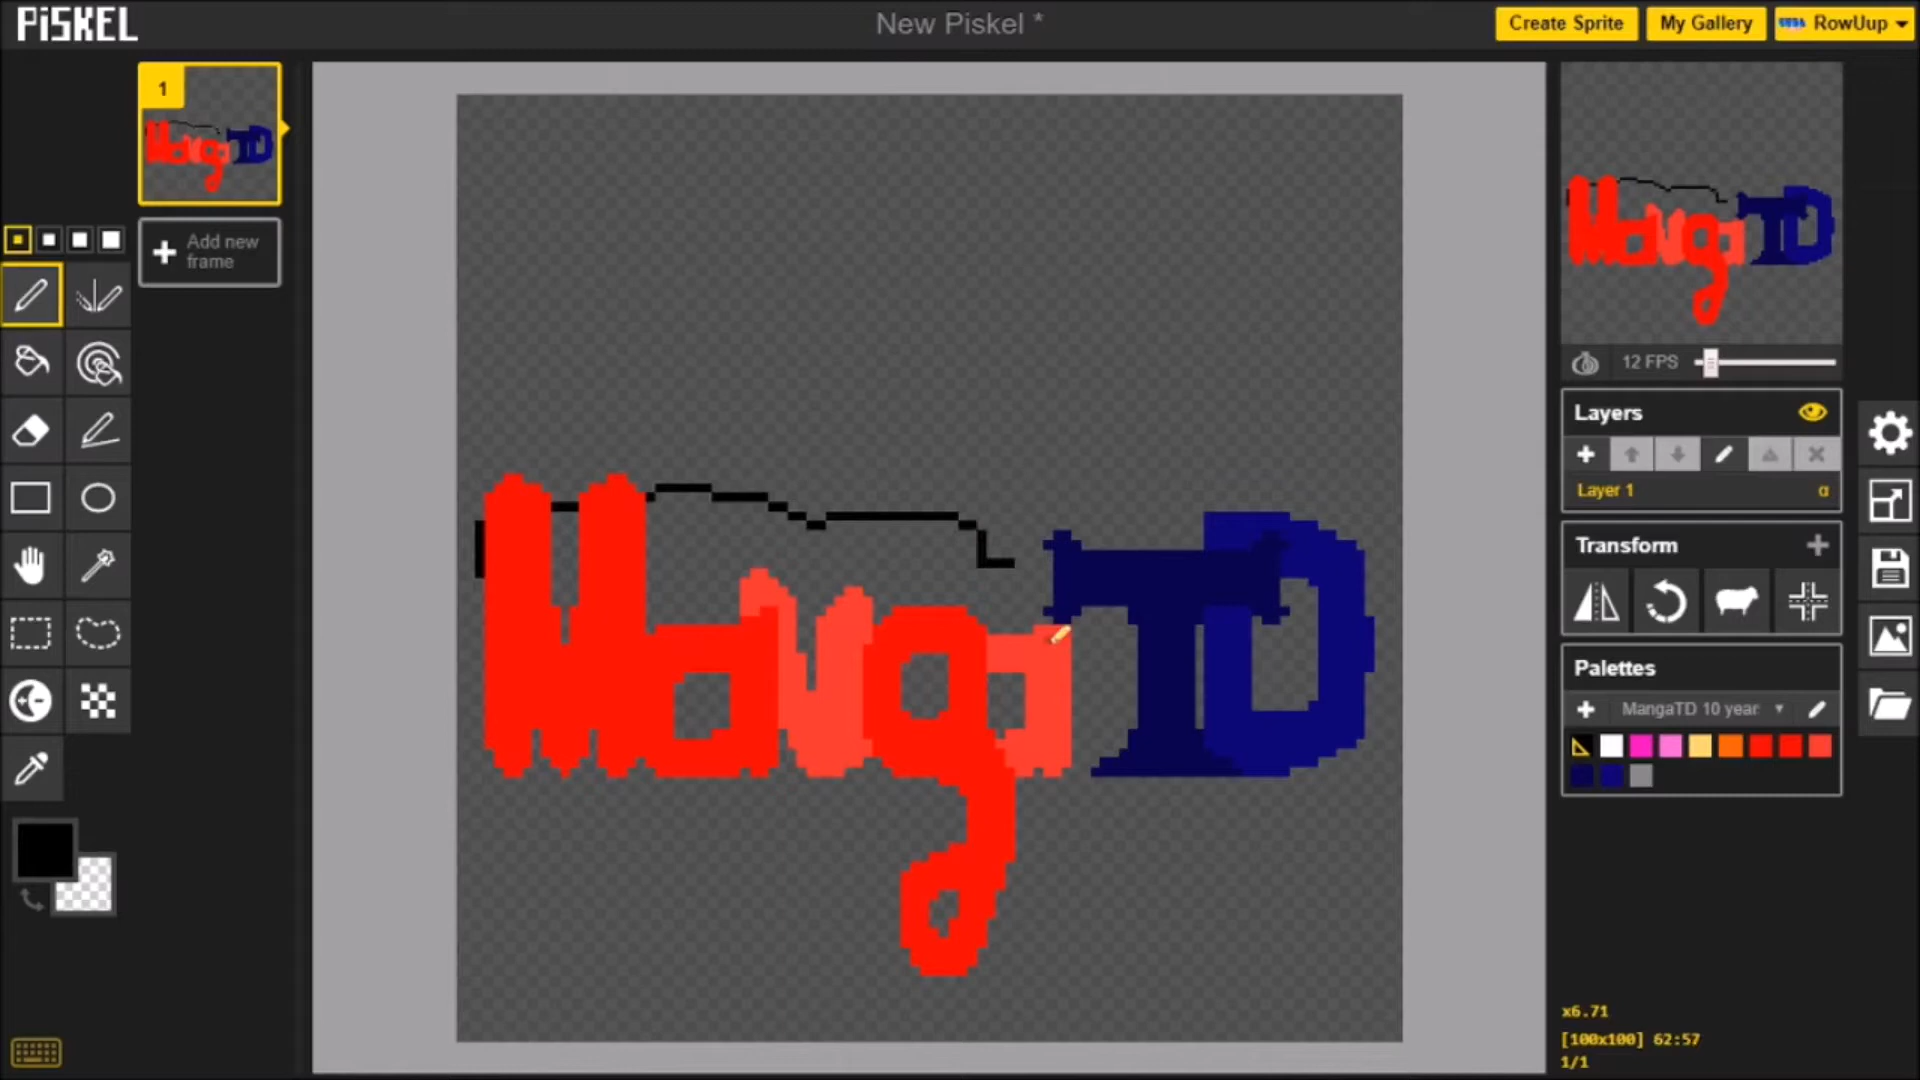 PiSKEL
New Piskel *
Create Sprite
My Gallery
RowUup
1
Add new
frame
MangaTD
12 FPS
Layers
Layer 1
α
Transform
Palettes
MangaTD 10 year
x6.71
[100x100] 62:57
1/1